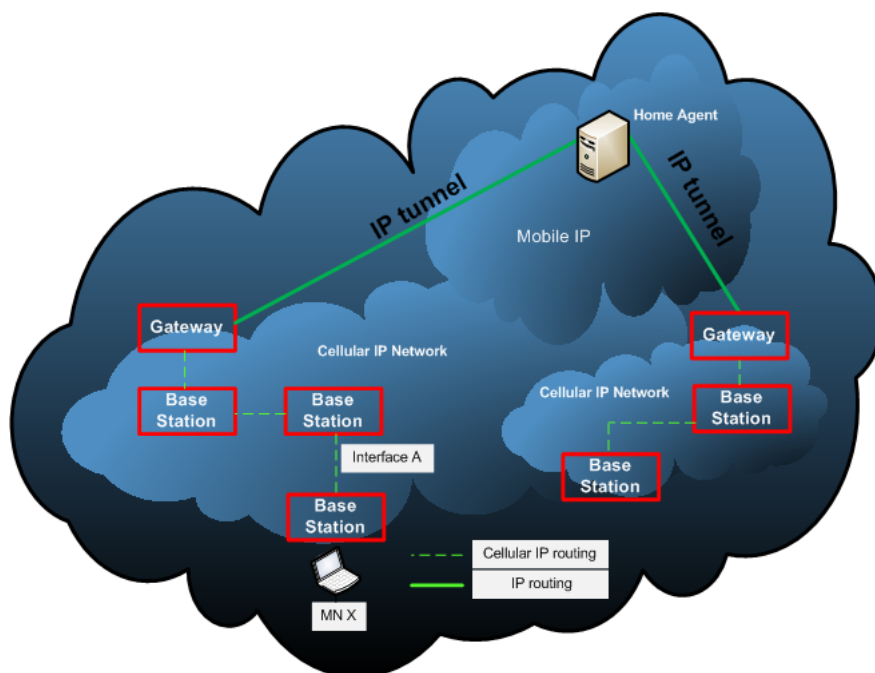 Home Agent
IP tunnel
IP tunnel
Mobile IP
Gateway
Gateway
Cellular IP Network
Cellular IP Network
Base
Station
Base
Station
Base
Station
Interface A
Base
Station
Base
Station
Cellular IP routing
IP routing
MN X